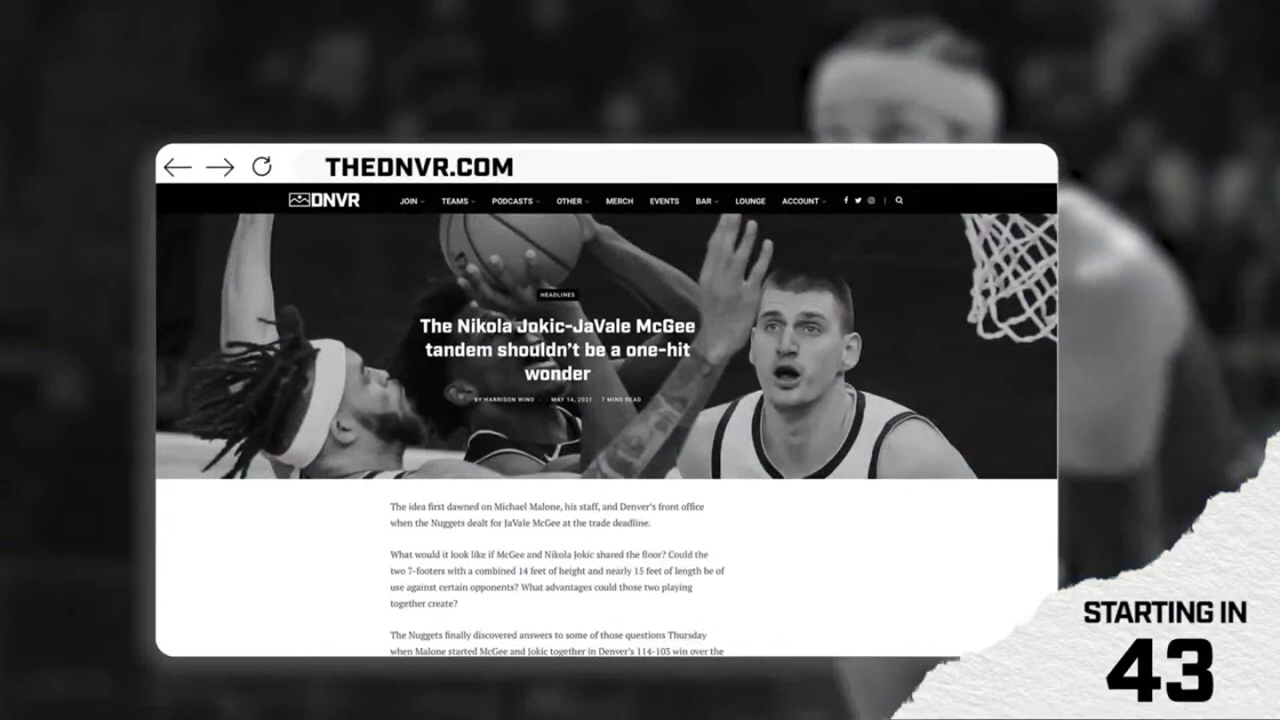 THEDNVR.COM
DNVR JOIN TEAMS PODCASTS OTHER MERCH EVENTS BAR LOUNGE ACCOUNT
HEADLINES
The Nikola Jokic-JaVale McGee
tandem shouldn't be a one-hit
wonder
BY HARRISON WIND MAY 14, 2021 7 MINS READ
The idea first dawned on Michael Malone, his staff, and Denver's front office
when the Nuggets dealt for JaVale McGee at the trade deadline.
What would it look like if McGee and Nikola Jokic shared the floor? Could the
two 7-footers with a combined 14 feet of height and nearly 15 feet of length be of
use against certain opponents? What advantages could those two playing
together create?
The Nuggets finally discovered answers to some of those questions Thursday
when Malone started McGee and Jokic together in Denver's 114-103 win over the
STARTING IN
43